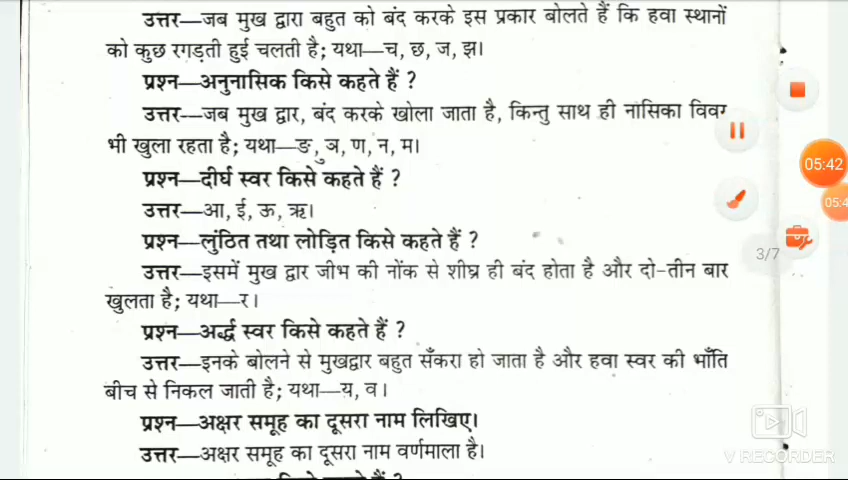 उत्तर—जब मुख द्वारा बहुत को बंद करके इस प्रकार बोलते हैं कि हवा स्थानों
को कुछ रगड़ती हुई चलती है; यथा—च, छ, ज, झ।
प्रश्न—अनुनासिक किसे कहते हैं ?
उत्तर—जब मुख द्वार, बंद करके खोला जाता है, किन्तु साथ ही नासिका
भी खुला रहता है; यथा—ङ, ञ, ण, न, म।
प्रश्न—दीर्घ स्वर किसे कहते हैं ?
उत्तर—आ, ई, ऊ, ऋ।
प्रश्न—लुंठित तथा लोड़ित किसे कहते हैं ?
उत्तर—इसमें मुख द्वार जीभ की नोंक से शीघ्र ही बंद होता है और दो-तीन बार
खुलता है; यथा—र।
प्रश्न—अर्द्ध स्वर किसे कहते हैं ?
उत्तर—इनके बोलने से मुखद्वार बहुत सँकरा हो जाता है और हवा स्वर की भाँति
बीच से निकल जाती है; यथा—य, व।
प्रश्न—अक्षर समूह का दूसरा नाम लिखिए।
उत्तर—अक्षर समूह का दूसरा नाम वर्णमाला है।
05:42
3/7
V RECORDER